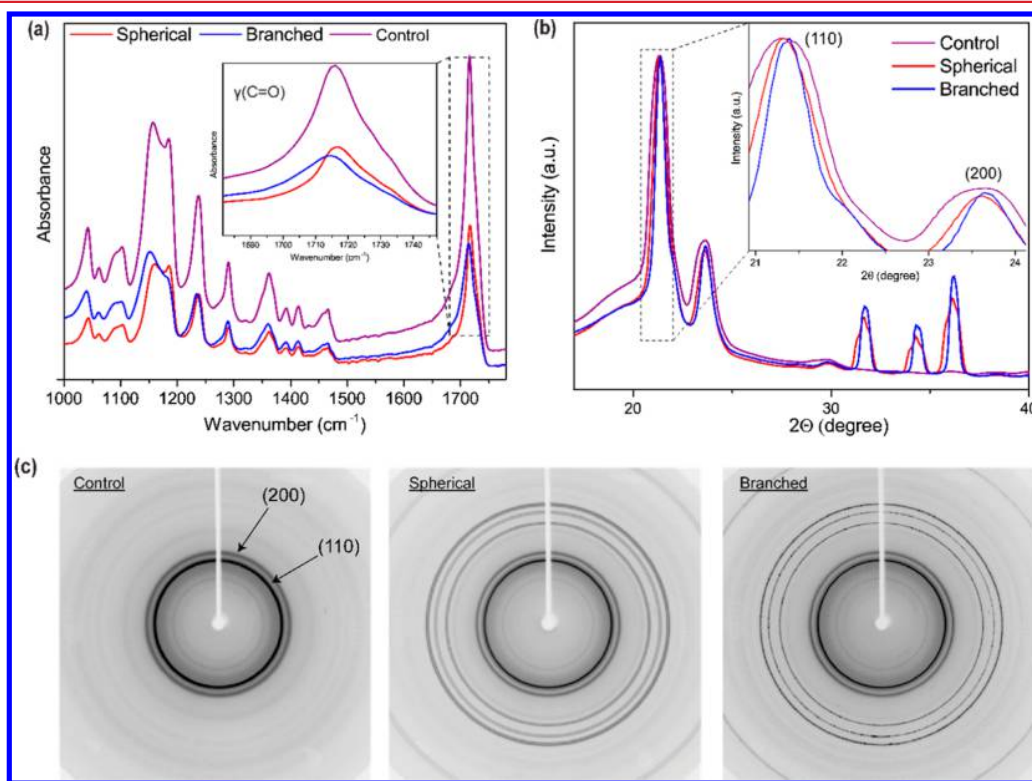 (a)
Spherical Branched Control
γ(C=O)
Absorbance
1680 1690 1700 1710 1720 1730 1740
Wavenumber (cm⁻¹)
Absorbance
1000 1100 1200 1300 1400 1500 1600 1700
Wavenumber (cm⁻¹)
(b)
(110)
Control
Spherical
Branched
(200)
Intensity (a.u.)
21 22 23 24
2θ (degree)
Intensity (a.u.)
20 30 40
2Θ (degree)
(c)
Control
(200)
(110)
Spherical
Branched